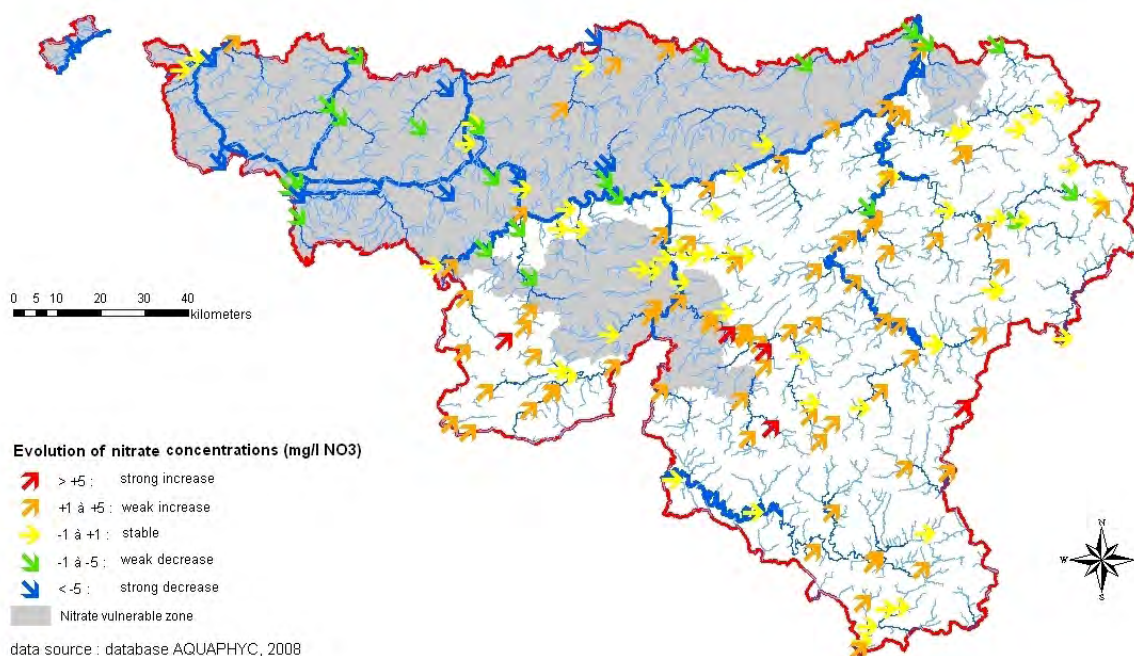 0 5 10 20 30 40
kilometers
Evolution of nitrate concentrations (mg/l NO3)
> +5 : strong increase
+1 à +5 : weak increase
-1 à +1 : stable
-1 à -5 : weak decrease
< -5 : strong decrease
Nitrate vulnerable zone
data source : database AQUAPHYC, 2008
N
W E
S